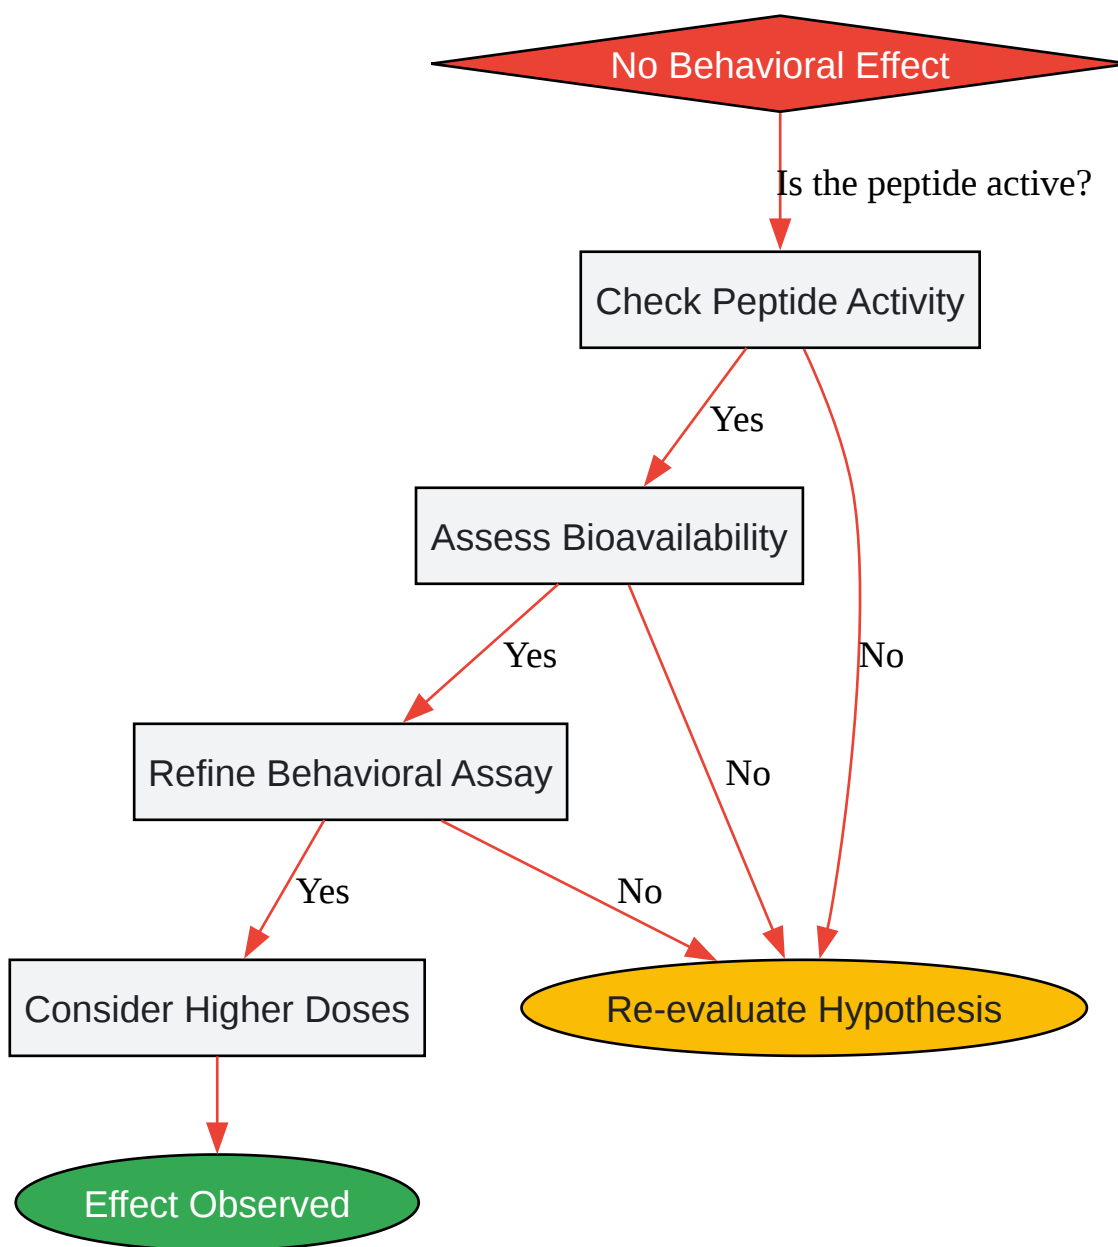 No Behavioral Effect
Is the peptide active?
Check Peptide Activity
Yes
Assess Bioavailability
Yes
No
Refine Behavioral Assay
No
Yes
No
Consider Higher Doses
Re-evaluate Hypothesis
Effect Observed